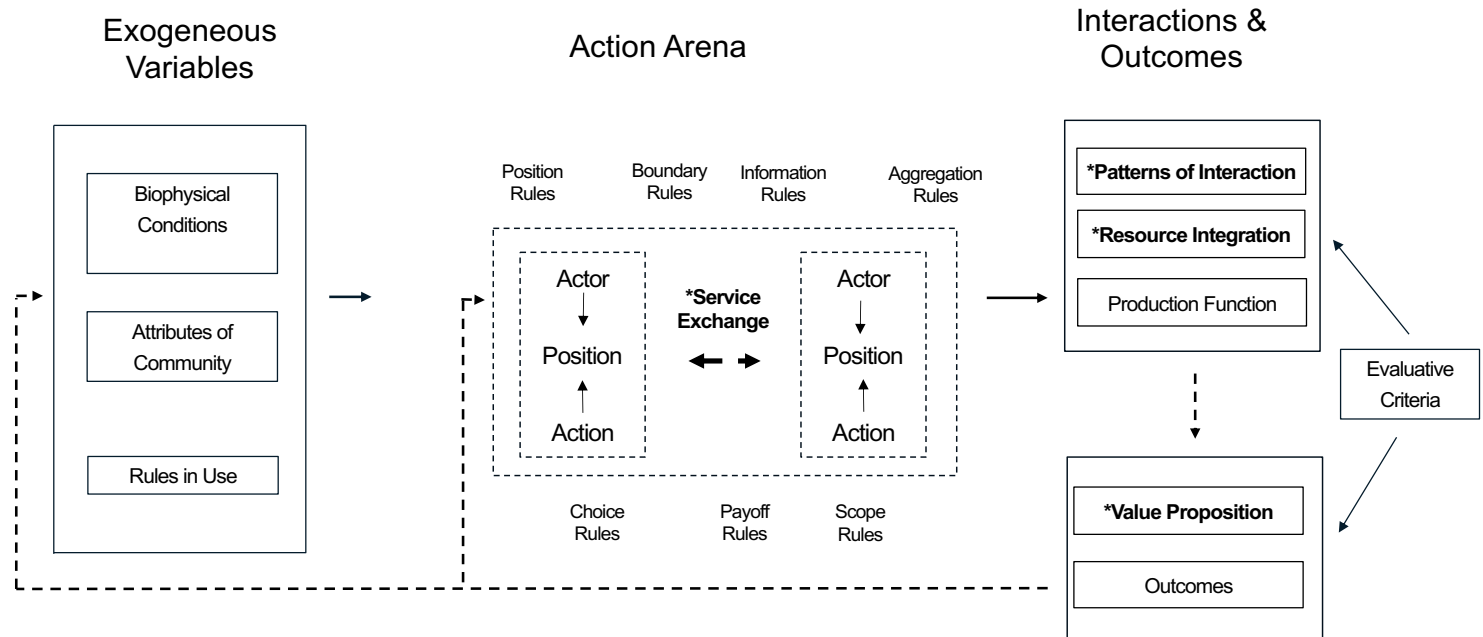 Exogeneous
Variables
Action Arena
Interactions &
Outcomes
Biophysical
Conditions
Attributes of
Community
Rules in Use
Position
Rules
Boundary
Rules
Information
Rules
Aggregation
Rules
Actor
Position
Action
*Service
Exchange
Actor
Position
Action
Choice
Rules
Payoff
Rules
Scope
Rules
*Patterns of Interaction
*Resource Integration
Production Function
Evaluative
Criteria
*Value Proposition
Outcomes